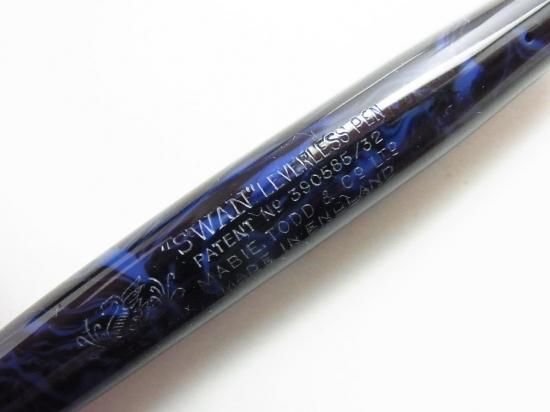 "SWAN" LEVERLESS PEN
PATENT No 390585/32
MABIE, TODD & Co LTD
MADE IN ENGLAND